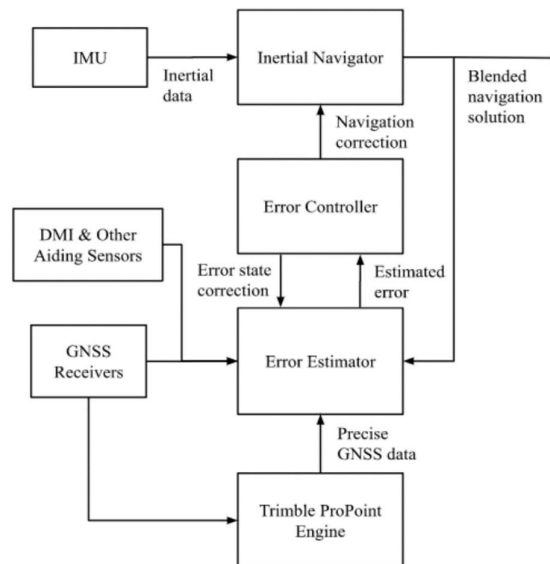 IMU
Inertial
data
Inertial Navigator
Blended
navigation
solution
Navigation
correction
Error Controller
DMI & Other
Aiding Sensors
Error state
correction
Estimated
error
GNSS
Receivers
Error Estimator
Precise
GNSS data
Trimble ProPoint
Engine